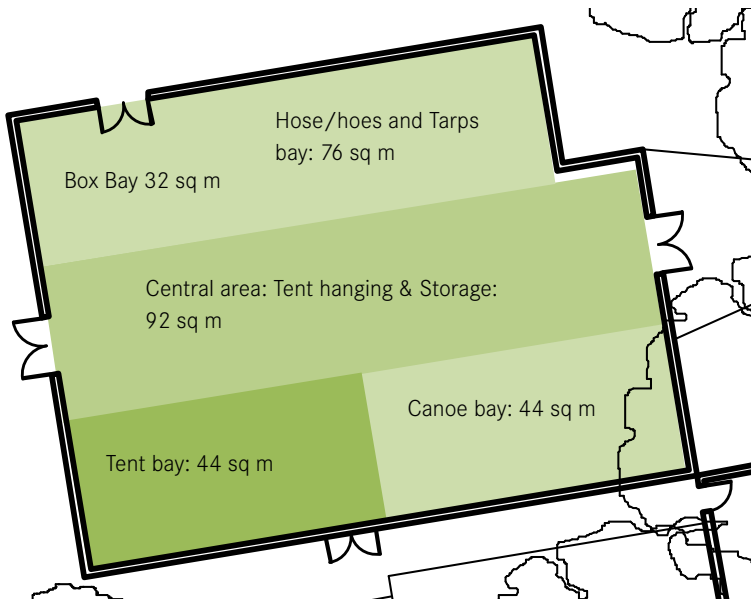 Hose/hoes and Tarps
bay: 76 sq m
Box Bay 32 sq m
Central area: Tent hanging & Storage:
92 sq m
Canoe bay: 44 sq m
Tent bay: 44 sq m